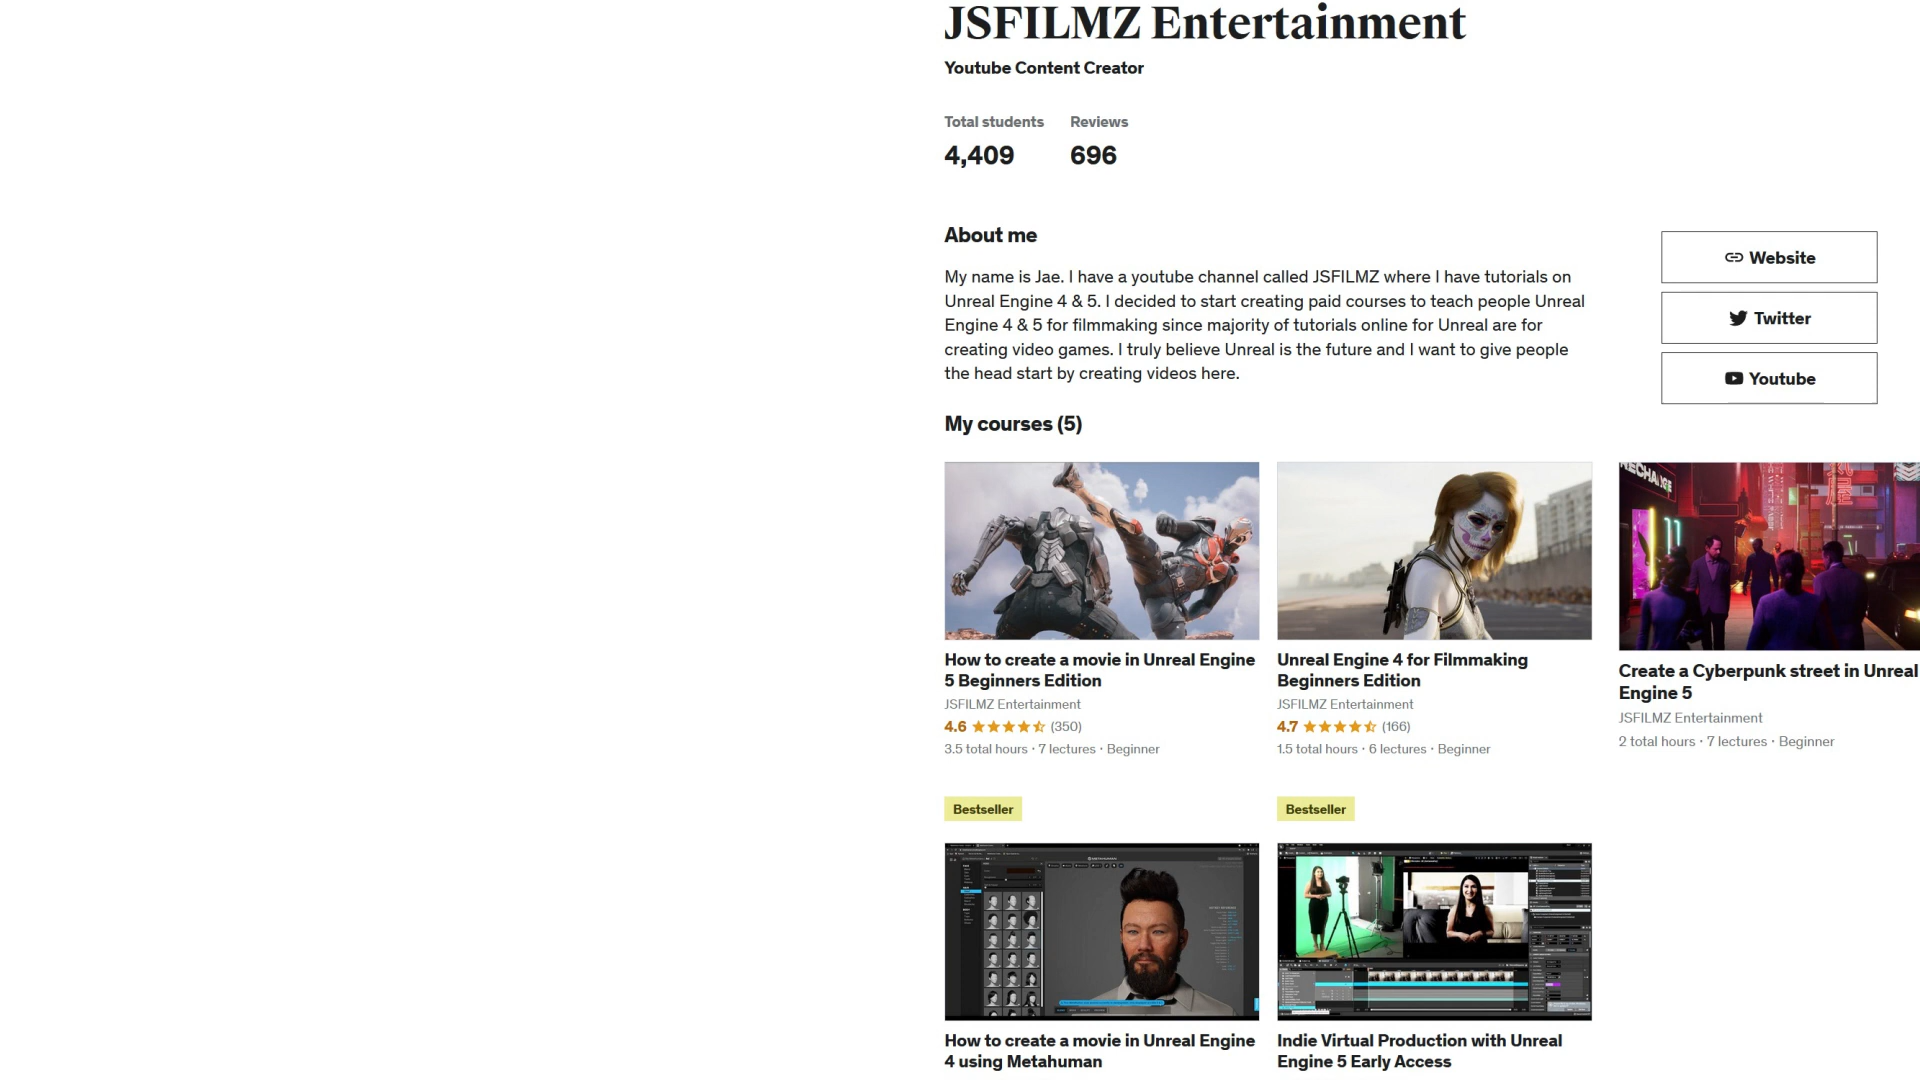 JSFILMZ Entertainment
Youtube Content Creator
Total students
Reviews
4,409
696
About me
My name is Jae. I have a youtube channel called JSFILMZ where I have tutorials on
Unreal Engine 4 & 5. I decided to start creating paid courses to teach people Unreal
Engine 4 & 5 for filmmaking since majority of tutorials online for Unreal are for
creating video games. I truly believe Unreal is the future and I want to give people
the head start by creating videos here.
Website
Twitter
Youtube
My courses (5)
How to create a movie in Unreal Engine
5 Beginners Edition
JSFILMZ Entertainment
4.6 (350)
3.5 total hours · 7 lectures · Beginner
Bestseller
Unreal Engine 4 for Filmmaking
Beginners Edition
JSFILMZ Entertainment
4.7 (166)
1.5 total hours · 6 lectures · Beginner
Bestseller
Create a Cyberpunk street in Unreal
Engine 5
JSFILMZ Entertainment
2 total hours · 7 lectures · Beginner
How to create a movie in Unreal Engine
4 using Metahuman
Indie Virtual Production with Unreal
Engine 5 Early Access